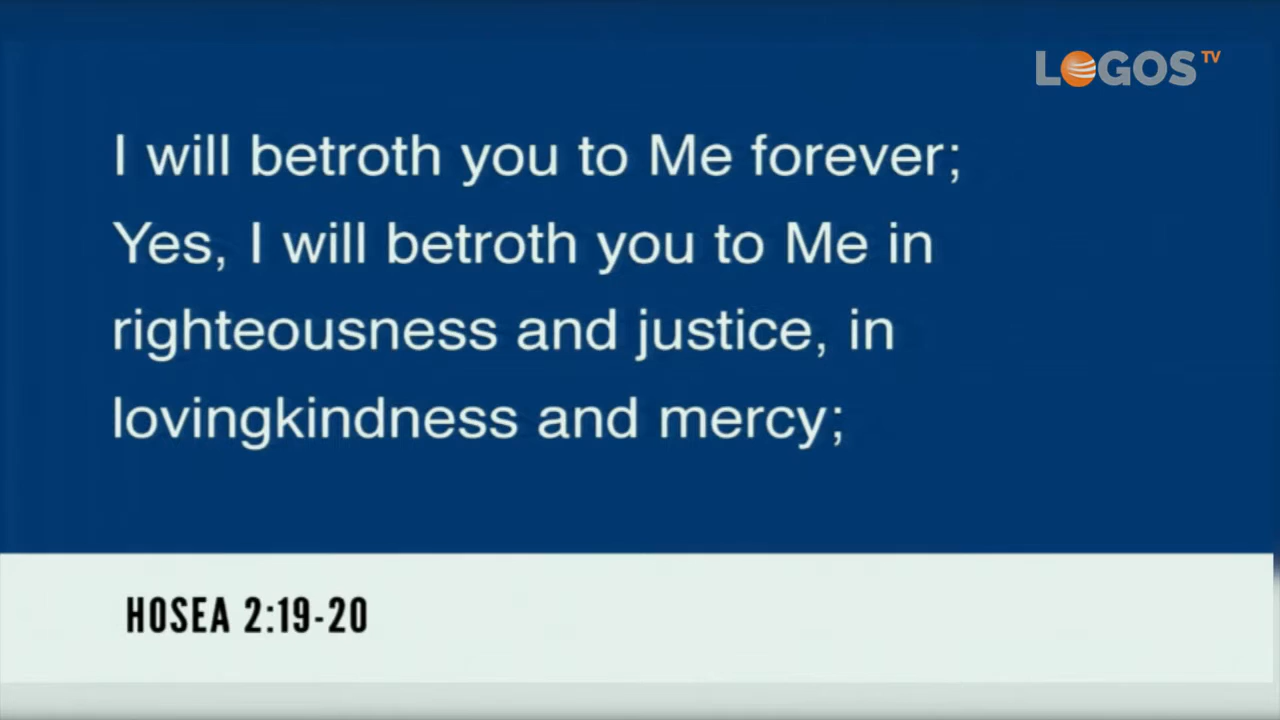 LOGOS TV
I will betroth you to Me forever;
Yes, I will betroth you to Me in
righteousness and justice, in
lovingkindness and mercy;
HOSEA 2:19-20